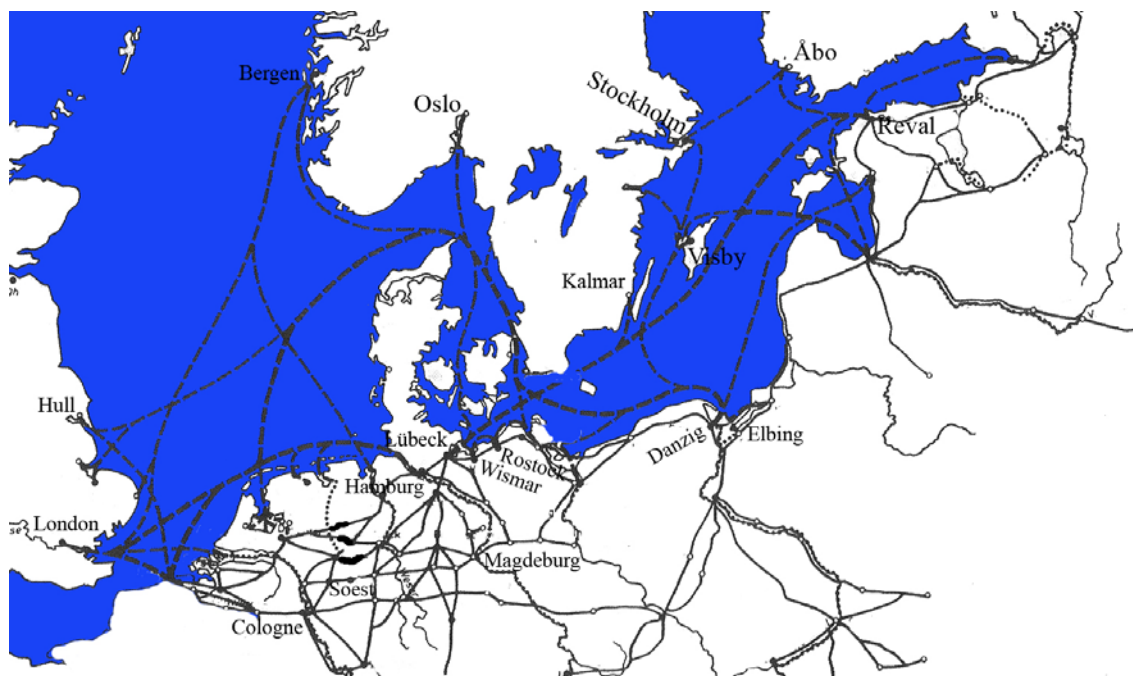 Bergen
Åbo
Oslo
Stockholm
Reval
Visby
Kalmar
Hull
Lübeck
Danzig
Elbing
Rostock
Wismar
Hamburg
London
Magdeburg
Soest
Cologne